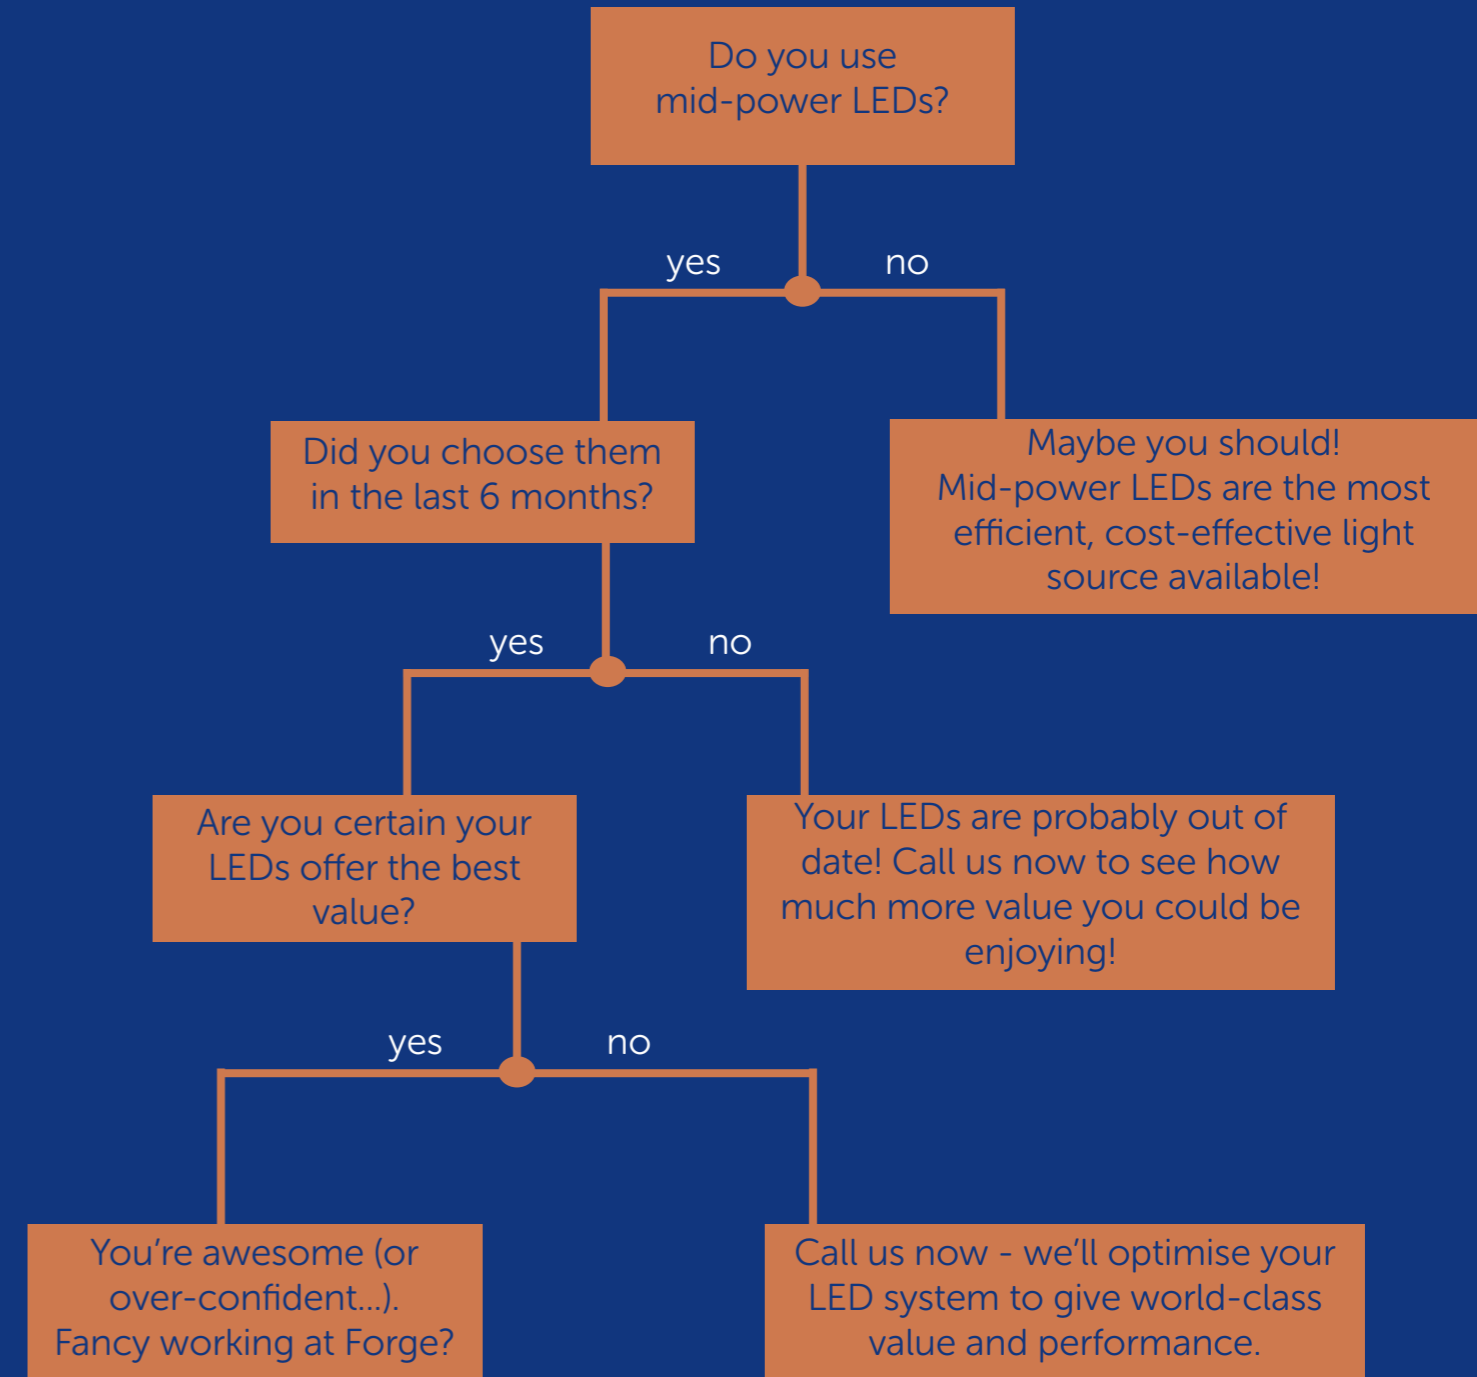 Do you use
mid-power LEDs?
yes
no
Did you choose them
in the last 6 months?
Maybe you should!
Mid-power LEDs are the most
efficient, cost-effective light
source available!
yes
no
Are you certain your
LEDs offer the best
value?
Your LEDs are probably out of
date! Call us now to see how
much more value you could be
enjoying!
yes
no
You’re awesome (or
over-confident...).
Fancy working at Forge?
Call us now - we’ll optimise your
LED system to give world-class
value and performance.